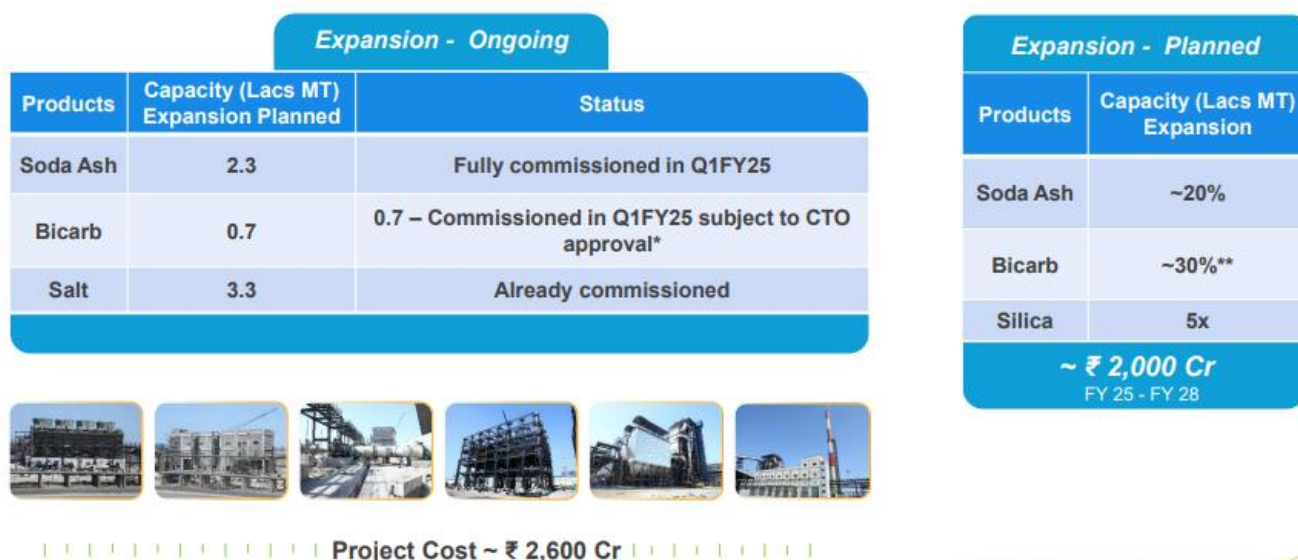 Expansion - Ongoing
Products
Capacity (Lacs MT)
Expansion Planned
Status
Soda Ash
2.3
Fully commissioned in Q1FY25
Bicarb
0.7
0.7 – Commissioned in Q1FY25 subject to CTO
approval*
Salt
3.3
Already commissioned
Project Cost ~ ₹ 2,600 Cr
Expansion - Planned
Products
Capacity (Lacs MT)
Expansion
Soda Ash
~20%
Bicarb
~30%**
Silica
5x
~ ₹ 2,000 Cr
FY 25 - FY 28